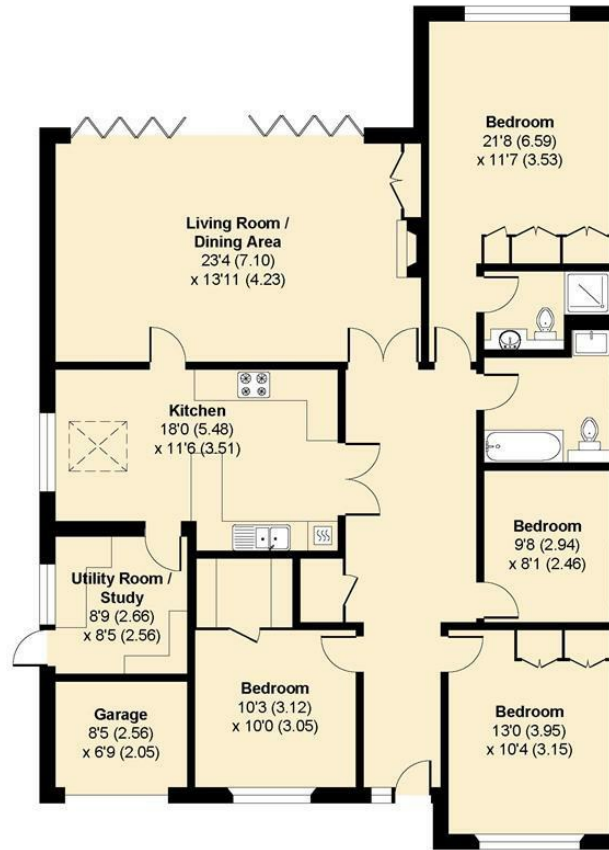 Bedroom
21'8 (6.59)
x 11'7 (3.53)
Living Room /
Dining Area
23'4 (7.10)
x 13'11 (4.23)
Kitchen
18'0 (5.48)
x 11'6 (3.51)
Bedroom
9'8 (2.94)
x 8'1 (2.46)
Utility Room /
Study
8'9 (2.66)
x 8'5 (2.56)
Bedroom
10'3 (3.12)
x 10'0 (3.05)
Garage
8'5 (2.56)
x 6'9 (2.05)
Bedroom
13'0 (3.95)
x 10'4 (3.15)